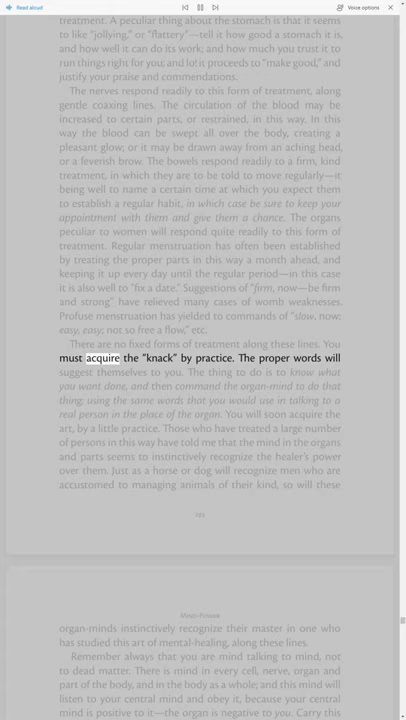 Read aloud
Voice options
treatment. A peculiar thing about the stomach is that it seems
to like “jollying,” or “flattery”—tell it how good a stomach it is,
and how well it can do its work; and how much you trust it to
run things right for you; and lo! it proceeds to “make good,” and
justify your praise and commendations.
The nerves respond readily to this form of treatment, along
gentle coaxing lines. The circulation of the blood may be
increased to certain parts, or restrained, in this way. In this
way the blood can be swept all over the body, creating a
pleasant glow; or it may be drawn away from an aching head,
or a feverish brow. The bowels respond readily to a firm, kind
treatment, in which they are to be told to move regularly—it
being well to name a certain time at which you expect them
to establish a regular habit, in which case be sure to keep your
appointment with them and give them a chance. The organs
peculiar to women will respond quite readily to this form of
treatment. Regular menstruation has often been established
by treating the proper parts in this way a month ahead, and
keeping it up every day until the regular period—in this case
it is also well to “fix a date.” Suggestions of “firm, now—be firm
and strong” have relieved many cases of womb weaknesses.
Profuse menstruation has yielded to commands of “slow, now;
easy, easy; not so free a flow,” etc.
There are no fixed forms of treatment along these lines. You
must acquire the “knack” by practice. The proper words will
suggest themselves to you. The thing to do is to know what
you want done, and then command the organ-mind to do that
thing: using the same words that you would use in talking to a
real person in the place of the organ. You will soon acquire the
art, by a little practice. Those who have treated a large number
of persons in this way have told me that the mind in the organs
and parts seems to instinctively recognize the healer’s power
over them. Just as a horse or dog will recognize men who are
accustomed to managing animals of their kind, so will these
Mind-Power
organ-minds instinctively recognize their master in one who
has studied this art of mental-healing, along these lines.
Remember always that you are mind talking to mind, not
to dead matter. There is mind in every cell, nerve, organ and
part of the body, and in the body as a whole; and this mind will
listen to your central mind and obey it, because your central
mind is positive to it—the organ is negative to you. Carry this